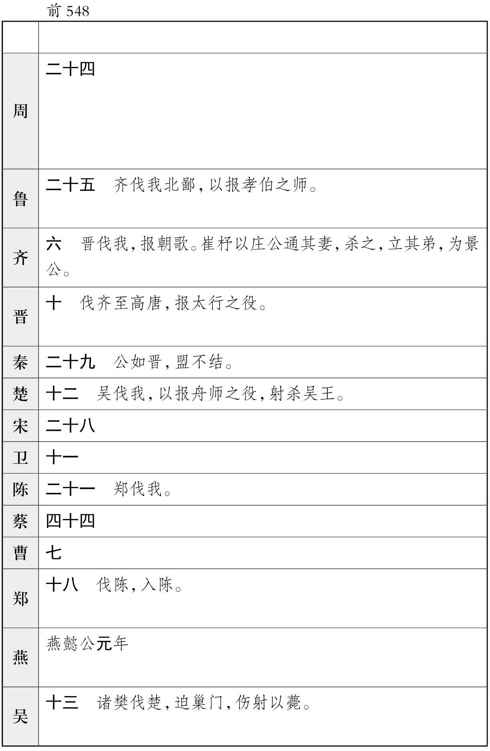 前 548
周 二十四
鲁 二十五 齐伐我北鄙，以报孝伯之师。
齐 六 晋伐我，报朝歌。崔杼以庄公通其妻，杀之，立其弟，为景
公。
晋 十 伐齐至高唐，报太行之役。
秦 二十九 公如晋，盟不结。
楚 十二 吴伐我，以报舟师之役，射杀吴王。
宋 二十八
卫 十一
陈 二十一 郑伐我。
蔡 四十四
曹 七
郑 十八 伐陈，入陈。
燕 燕懿公元年
吴 十三 诸樊伐楚，迫巢门，伤射以薨。